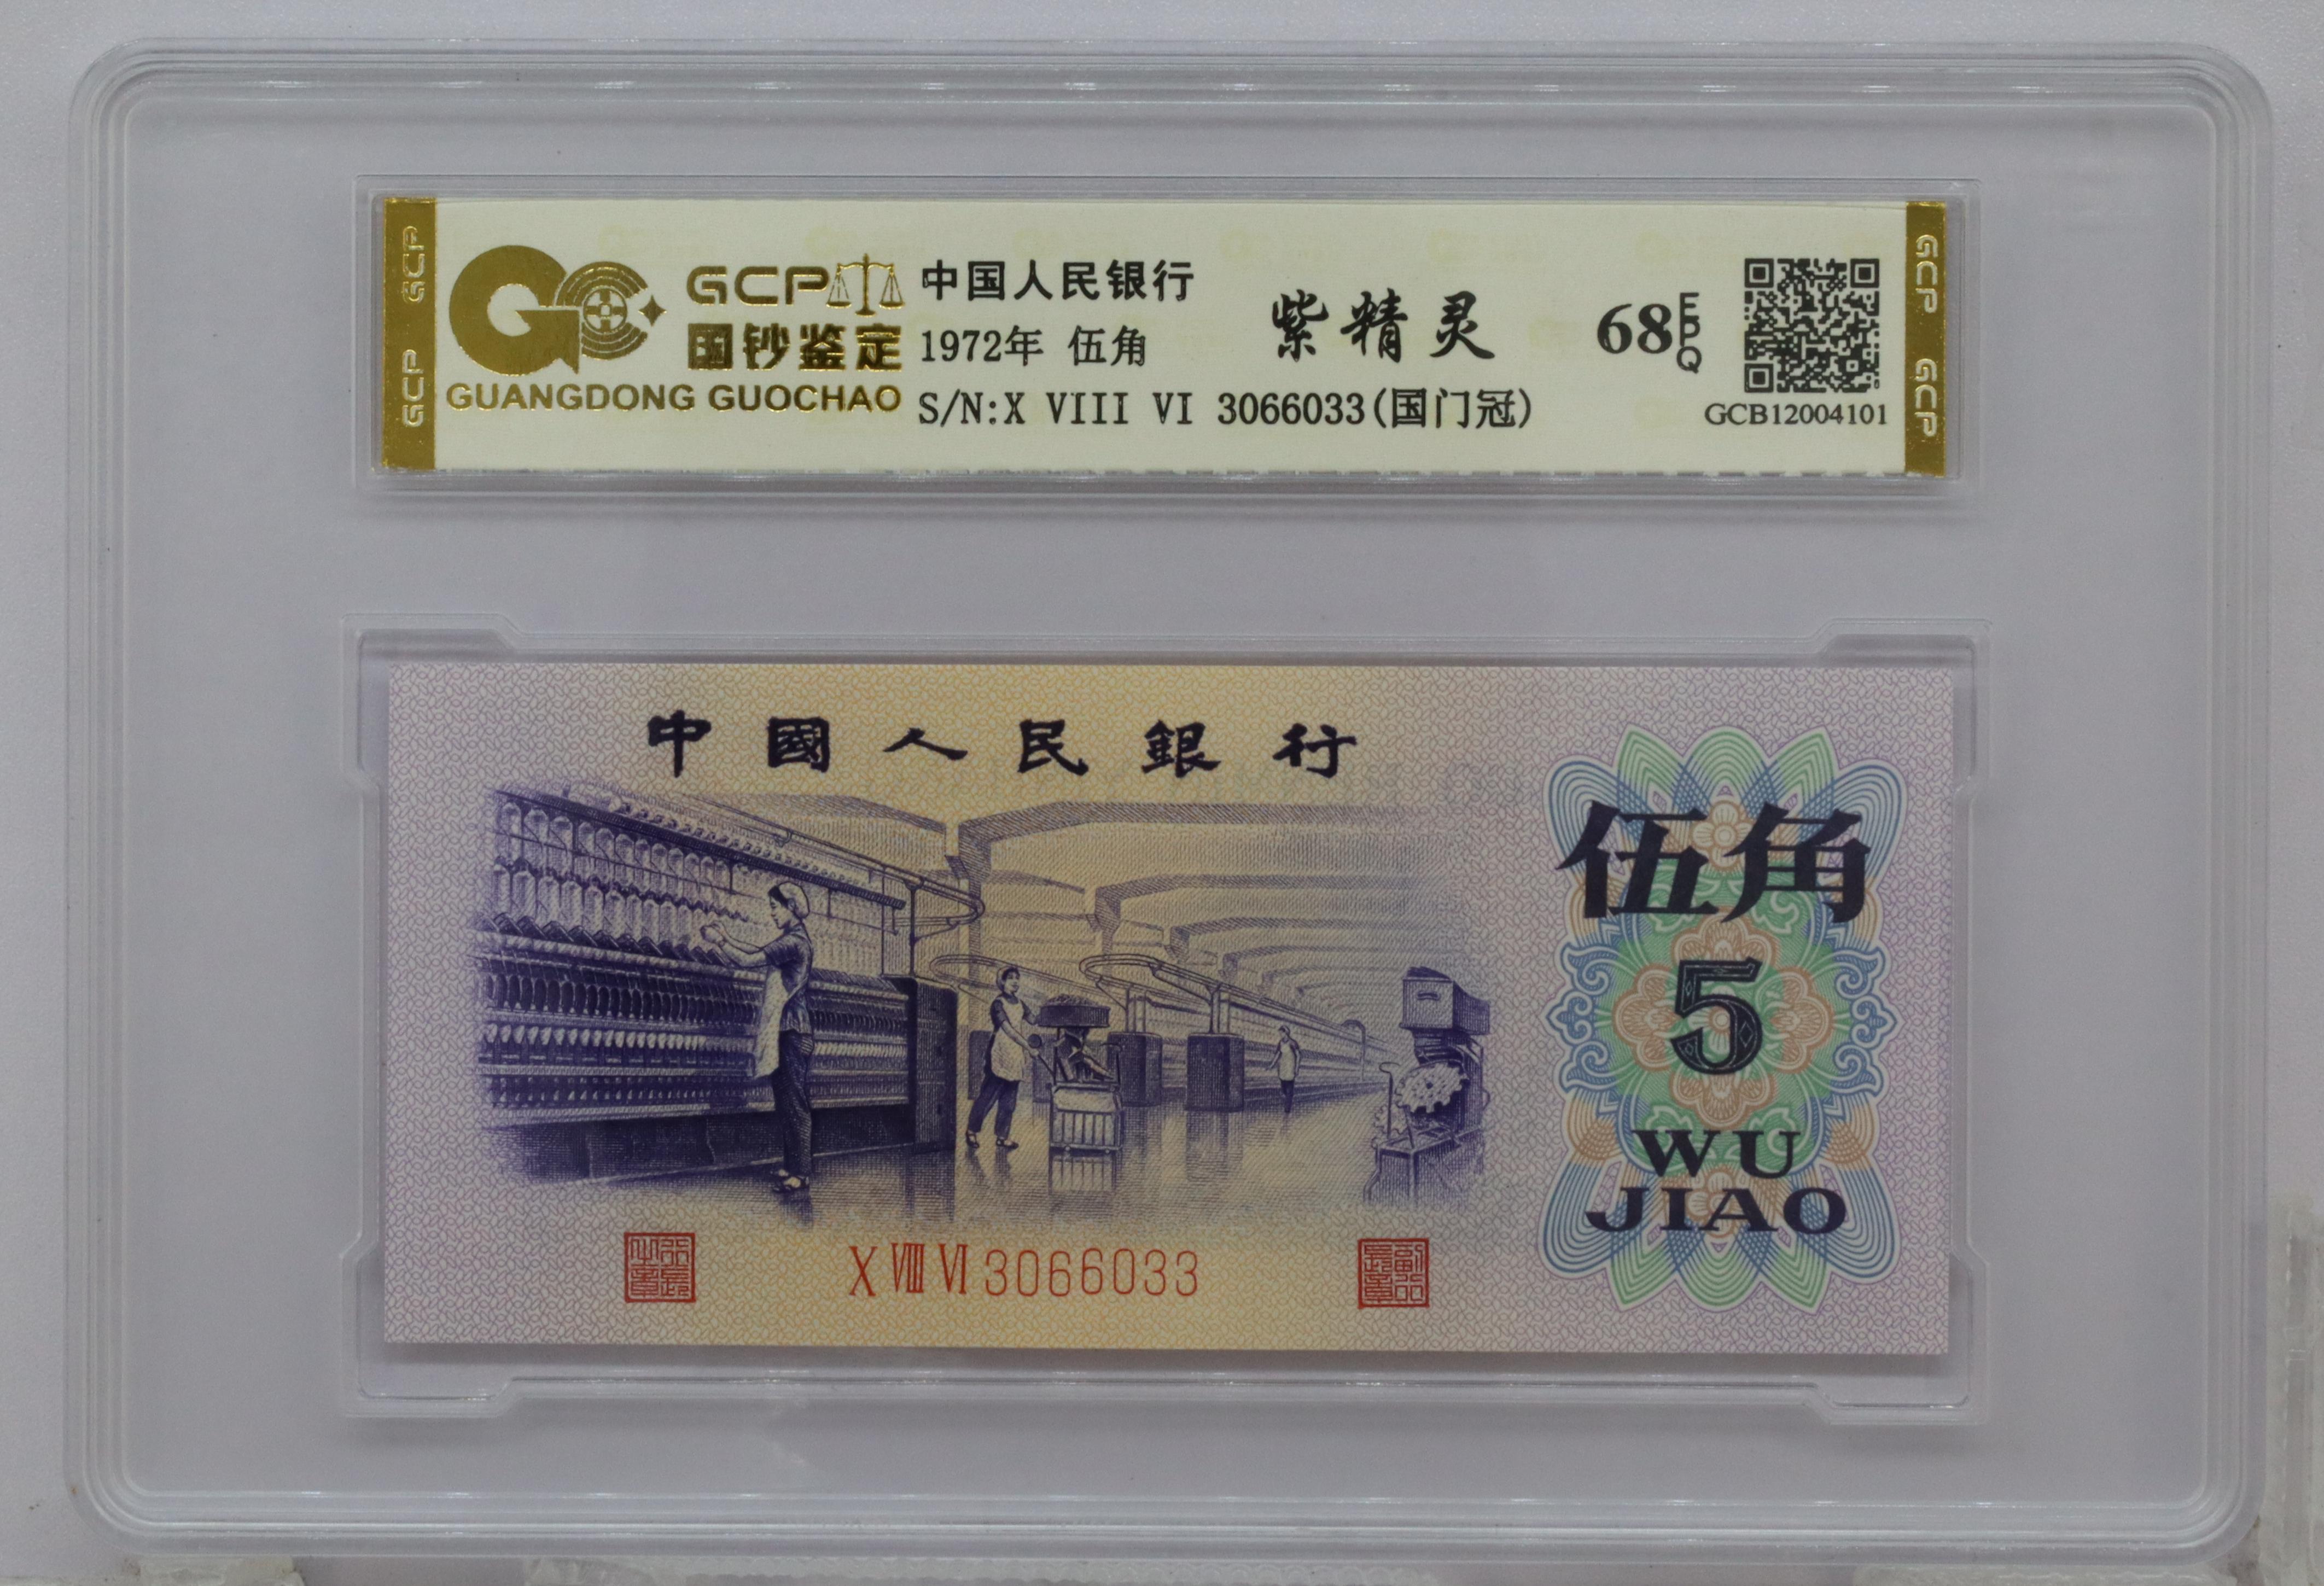 GCP GCP
GCP
国钞鉴定
GUANGDONG GUOCHAO
中国人民银行
1972年 伍角
S/N:X VIII VI 3066033(国门冠)
紫精灵
68 EPQ
GCB12004101
GCP GCP
中國人民銀行
伍角
5
WU
JIAO
X VIII VI 3066033